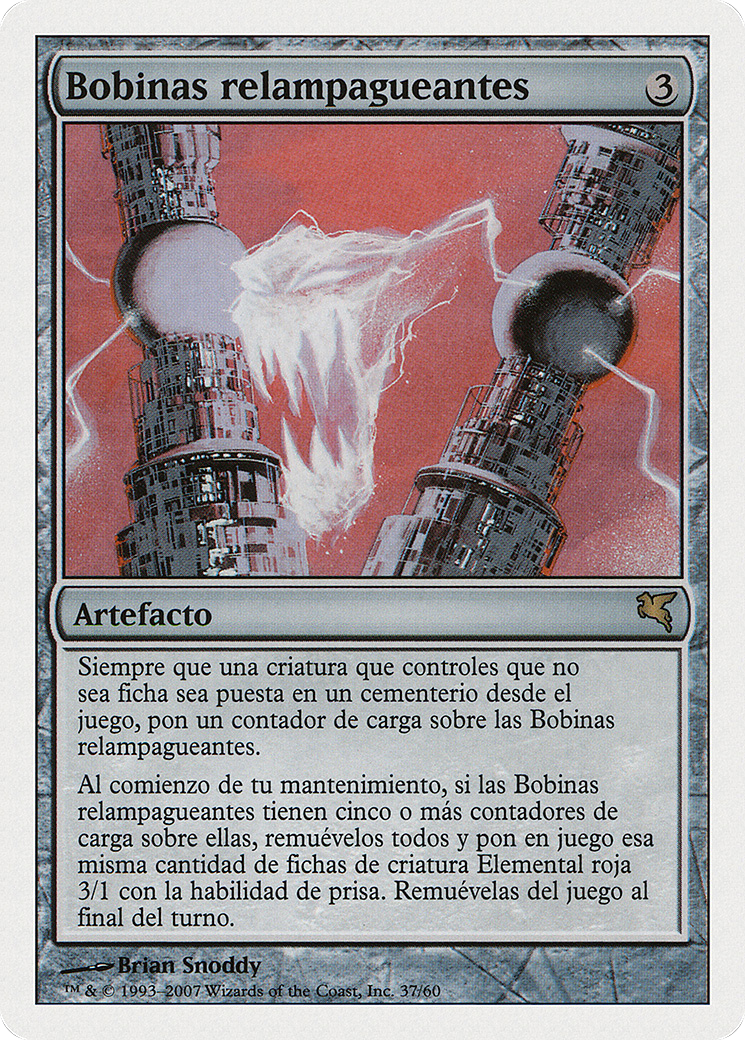 Bobinas relampagueantes 3
Artefacto
Siempre que una criatura que controles que no
sea ficha sea puesta en un cementerio desde el
juego, pon un contador de carga sobre las Bobinas
relampagueantes.
Al comienzo de tu mantenimiento, si las Bobinas
relampagueantes tienen cinco o más contadores de
carga sobre ellas, remuévelos todos y pon en juego esa
misma cantidad de fichas de criatura Elemental roja
3/1 con la habilidad de prisa. Remuévelas del juego al
final del turno.
Brian Snoddy
™ & © 1993–2007 Wizards of the Coast, Inc. 37/60